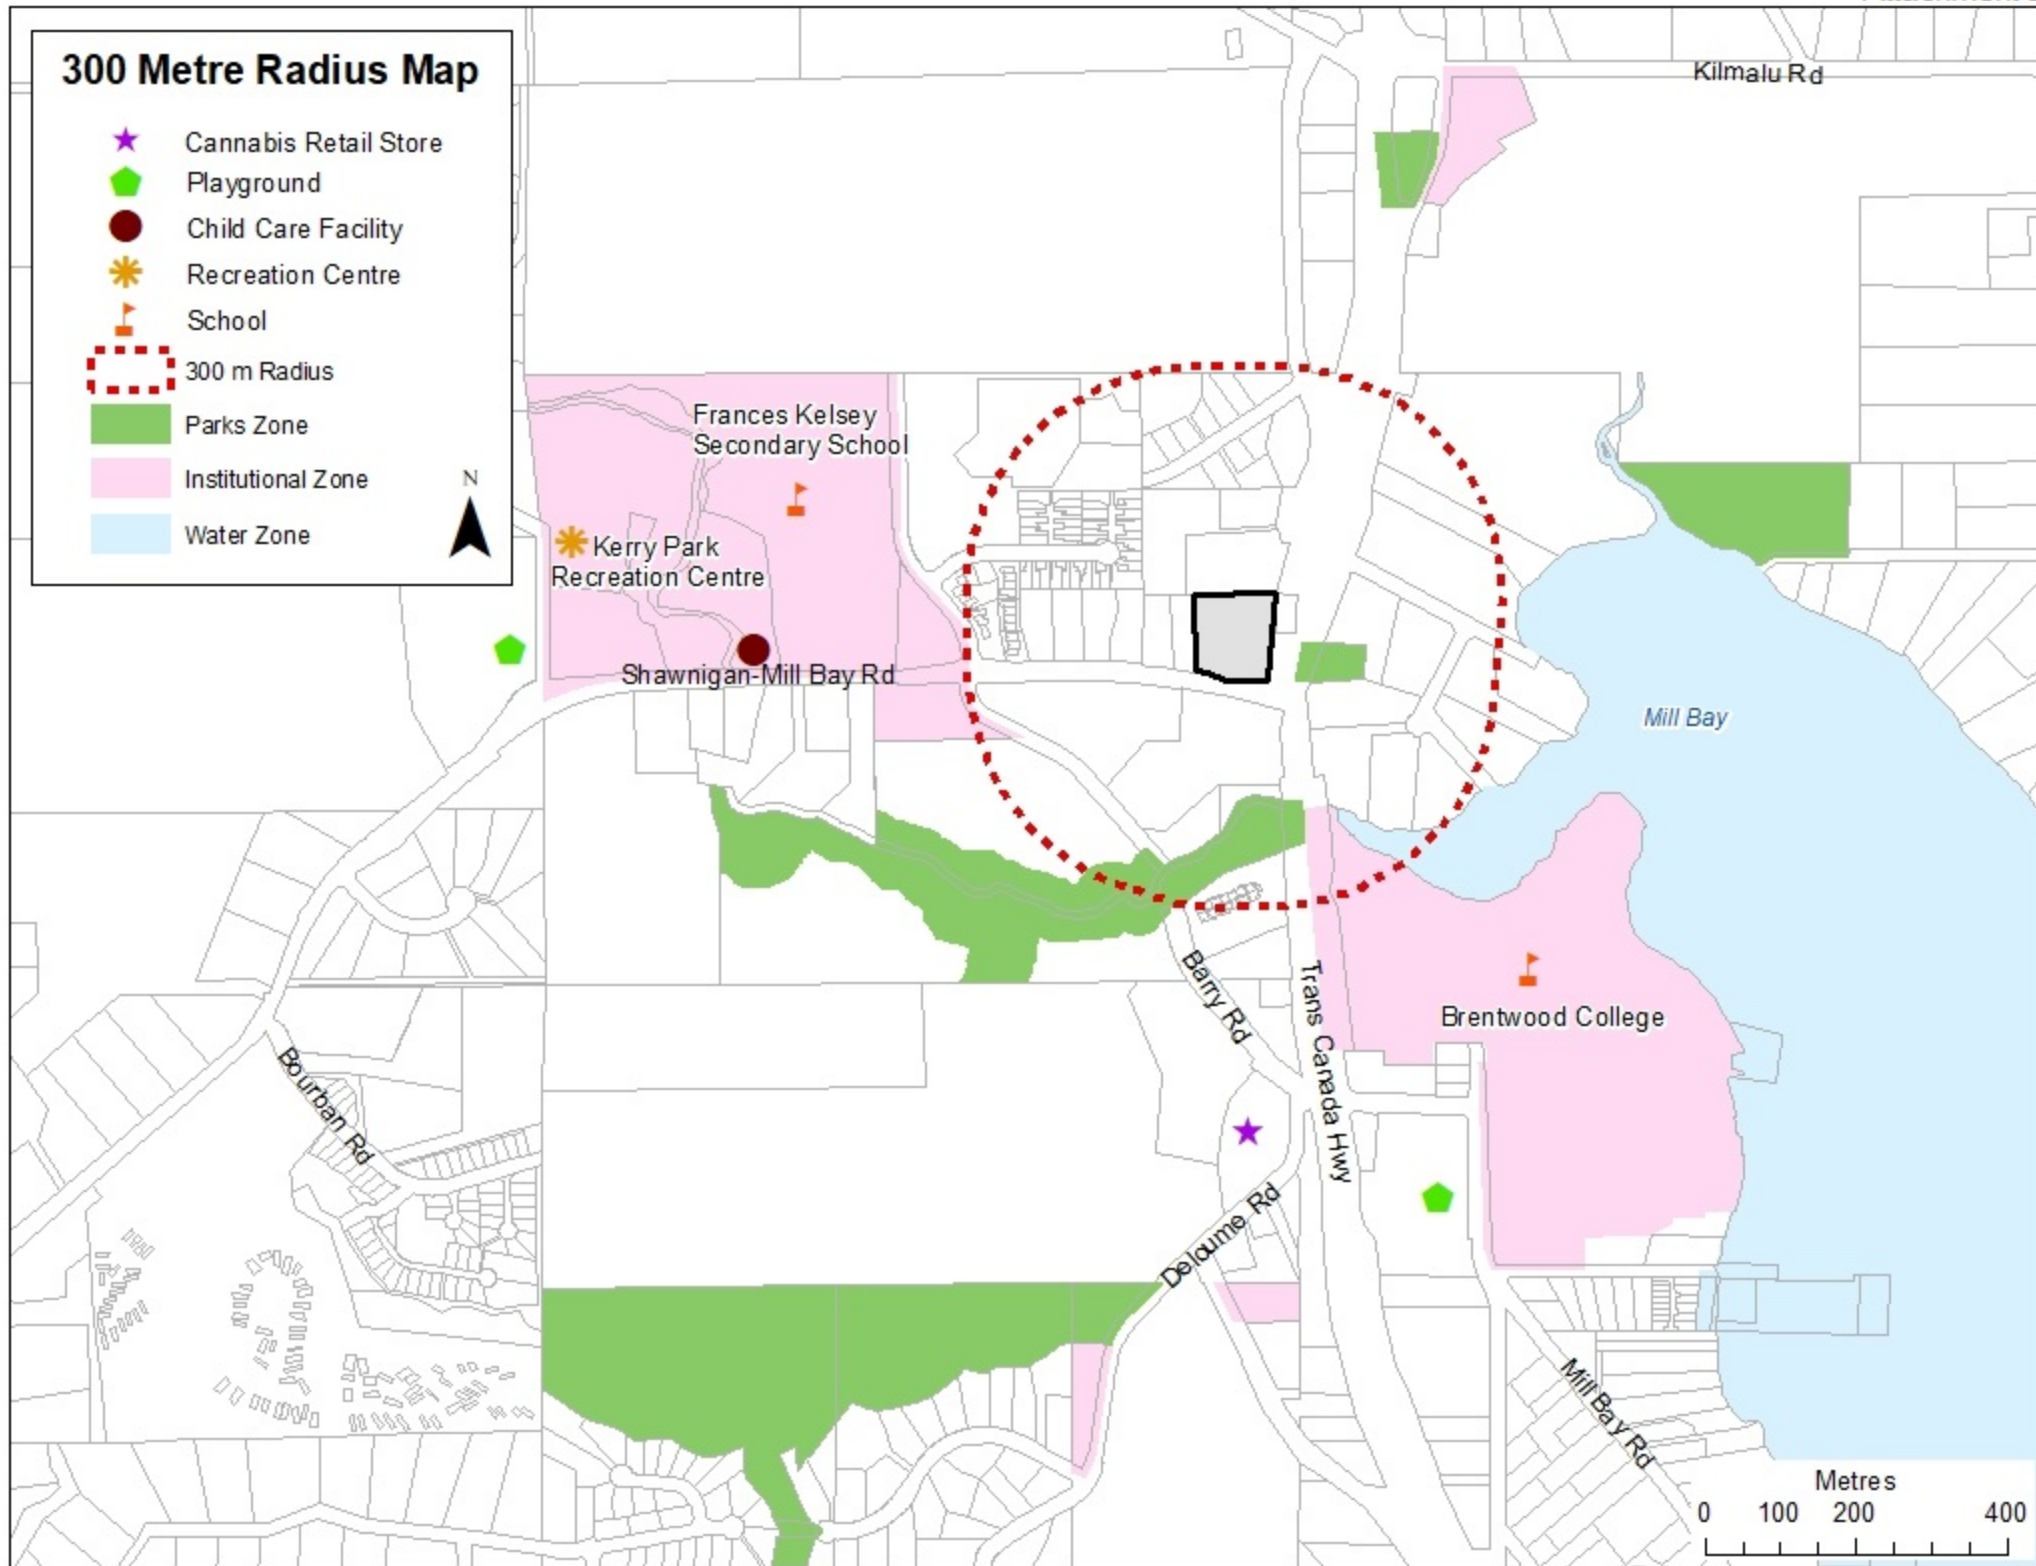 300 Metre Radius Map
Cannabis Retail Store
Playground
Child Care Facility
Recreation Centre
School
300 m Radius
Parks Zone
Institutional Zone
Water Zone
N
Kilmalu Rd
Frances Kelsey
Secondary School
Kerry Park
Recreation Centre
Shawnigan-Mill Bay Rd
Mill Bay
Barry Rd
Trans Canada Hwy
Brentwood College
Bourban Rd
Deloume Rd
Mill Bay Rd
Metres
0 100 200 400